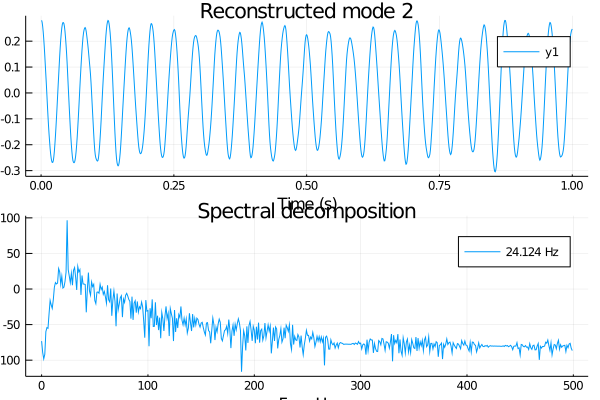 Reconstructed mode 2
0.2
0.1
0.0
-0.1
-0.2
-0.3
y1
0.00 0.25 0.50 0.75 1.00
Time (s)
Spectral decomposition
100
50
0
-50
100
24.124 Hz
0 100 200 300 400 500